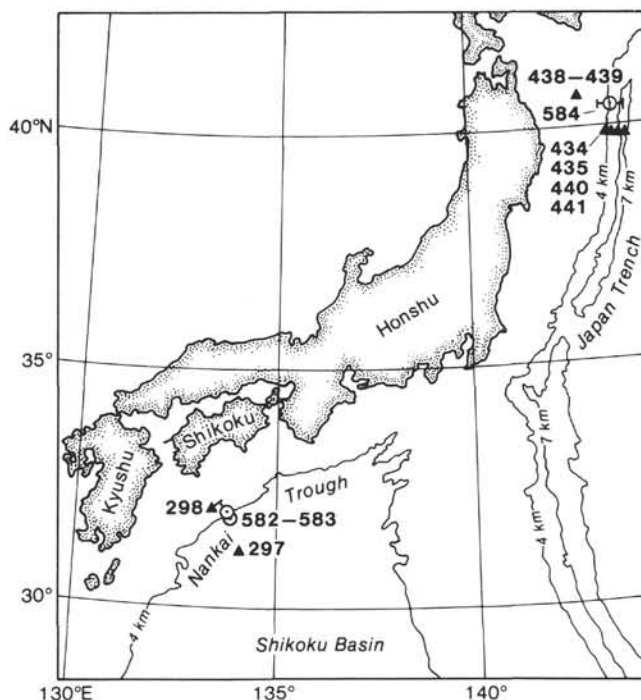 438–439
584
40°N
434
435
440
441
4 km
7 km
Japan Trench
Honshu
35°
Shikoku
Kyushu
7 km
4 km
298
Trough
582–583
Nankai
297
30°
4 km
Shikoku Basin
130°E
135°
140°